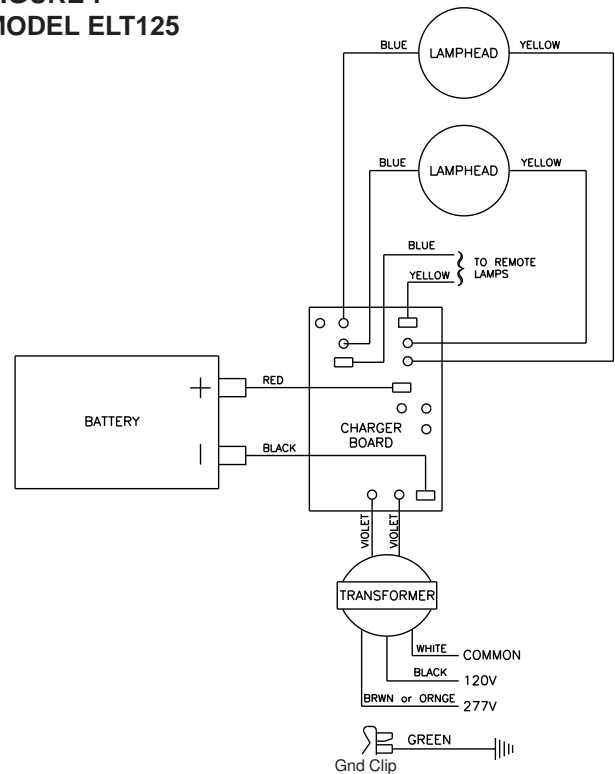 MODEL ELT125
BLUE
LAMPHEAD
YELLOW
BLUE
LAMPHEAD
YELLOW
BLUE
YELLOW
TO REMOTE
LAMPS
+
RED
BATTERY
CHARGER
BOARD
–
BLACK
VIOLET
VIOLET
TRANSFORMER
WHITE
COMMON
BLACK
120V
BRWN or ORNGE
277V
GREEN
Gnd Clip